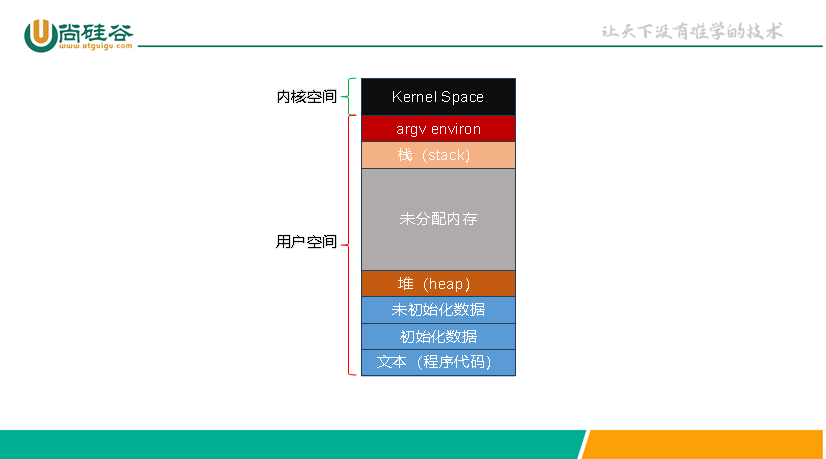 尚硅谷
www.atguigu.com
让天下没有难学的技术
内核空间
Kernel Space
argv environ
栈（stack）
未分配内存
用户空间
堆（heap）
未初始化数据
初始化数据
文本（程序代码）